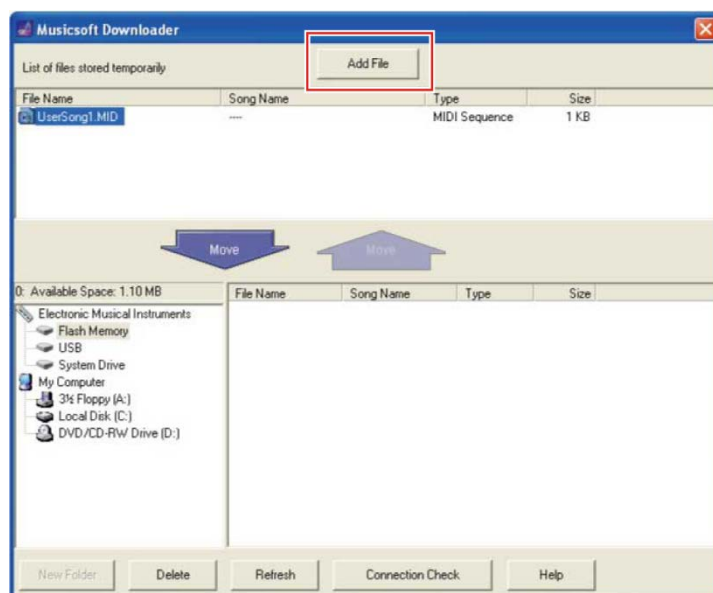 Musicsoft Downloader
List of files stored temporarily
Add File
File Name Song Name Type Size
UserSong1.MID ---- MIDI Sequence 1 KB
Move Move
0: Available Space: 1.10 MB
File Name Song Name Type Size
Electronic Musical Instruments
Flash Memory
USB
System Drive
My Computer
3½ Floppy (A:)
Local Disk (C:)
DVD/CD-RW Drive (D:)
New Folder Delete Refresh Connection Check Help